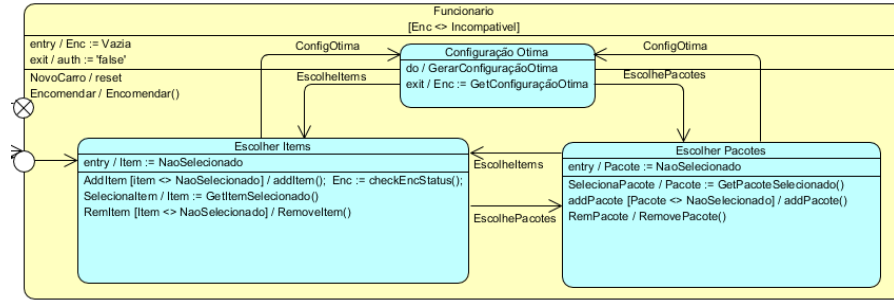 Funcionario
[Enc <> Incompativel]
entry / Enc := Vazia
exit / auth := 'false'
NovoCarro / reset
Encomendar / Encomendar()
ConfigOtima
EscolheItems
Configuração Otima
do / GerarConfiguraçãoOtima
exit / Enc := GetConfiguraçãoOtima
ConfigOtima
EscolhePacotes
Escolher Items
entry / Item := NaoSelecionado
AddItem [item <> NaoSelecionado] / addItem(); Enc := checkEncStatus();
SelecionaItem / Item := GetItemSelecionado()
RemItem [Item <> NaoSelecionado] / RemoveItem()
EscolheItems
EscolhePacotes
Escolher Pacotes
entry / Pacote := NaoSelecionado
SelecionaPacote / Pacote := GetPacoteSelecionado()
addPacote [Pacote <> NaoSelecionado] / addPacote()
RemPacote / RemovePacote()